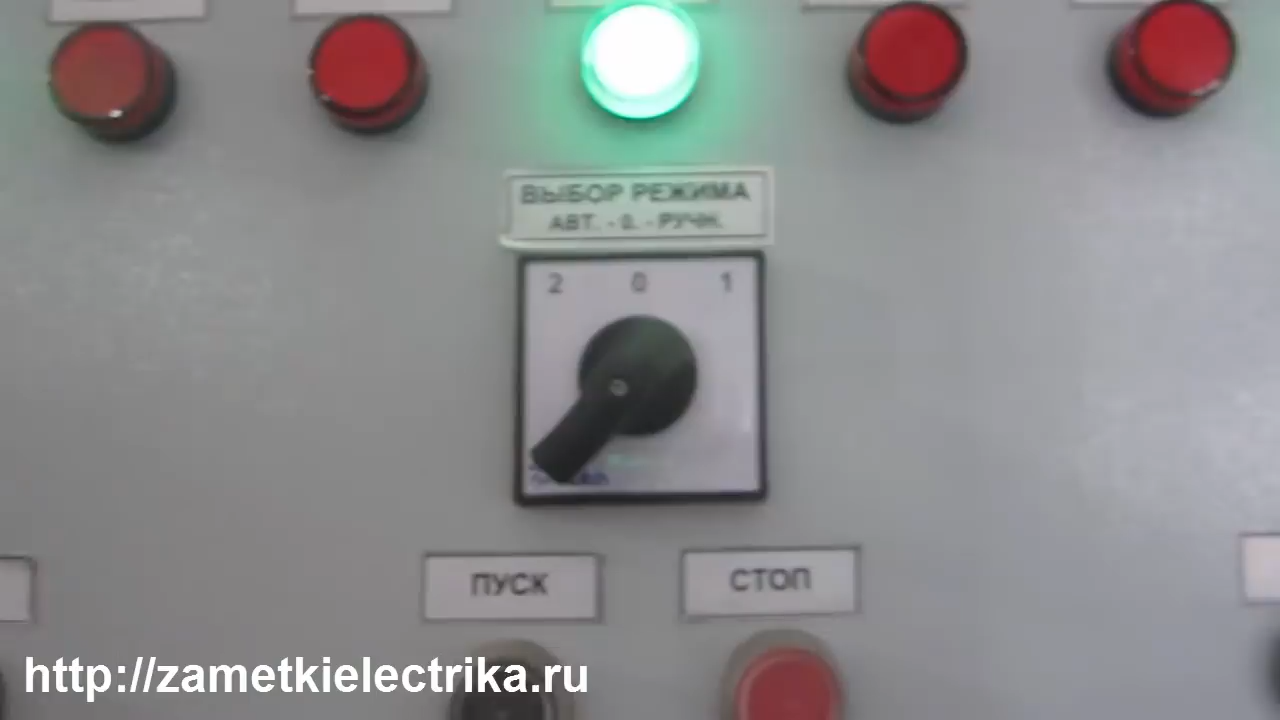 ВЫБОР РЕЖИМА
АВТ. - 0. - РУЧН.
2 0 1
ПУСК СТОП
http://zametkielectrika.ru